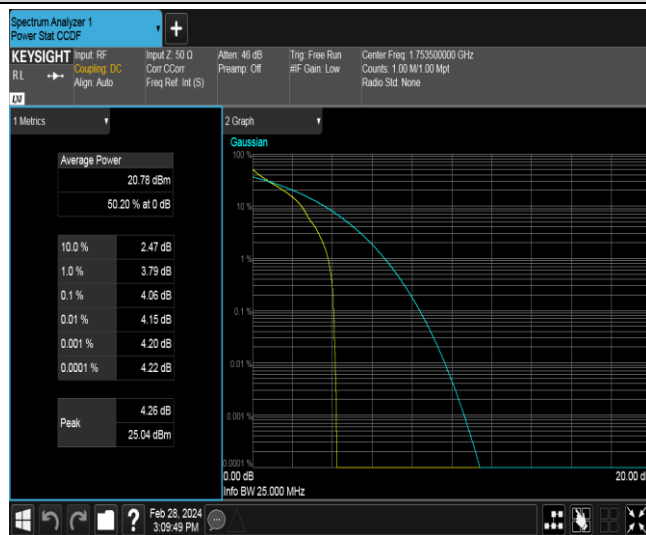 Spectrum Analyzer 1
Power Stat CCDF
KEYSIGHT
RL
LXI
Input: RF
Coupling: DC
Align: Auto
Input Z: 50 Ω
Corr CCorr
Freq Ref: Int (S)
Atten: 46 dB
Preamp: Off
Trig: Free Run
#IF Gain: Low
Center Freq: 1.753500000 GHz
Counts: 1.00 M/1.00 Mpt
Radio Std: None
1 Metrics
Average Power
20.78 dBm
50.20 % at 0 dB
10.0 % 2.47 dB
1.0 % 3.79 dB
0.1 % 4.06 dB
0.01 % 4.15 dB
0.001 % 4.20 dB
0.0001 % 4.22 dB
Peak
4.26 dB
25.04 dBm
2 Graph
Gaussian
100 %
10 %
1 %
0.1 %
0.01 %
0.001 %
0.0001 %
0.00 dB 20.00 d
Info BW 25.000 MHz
? Feb 28, 2024
3:09:49 PM